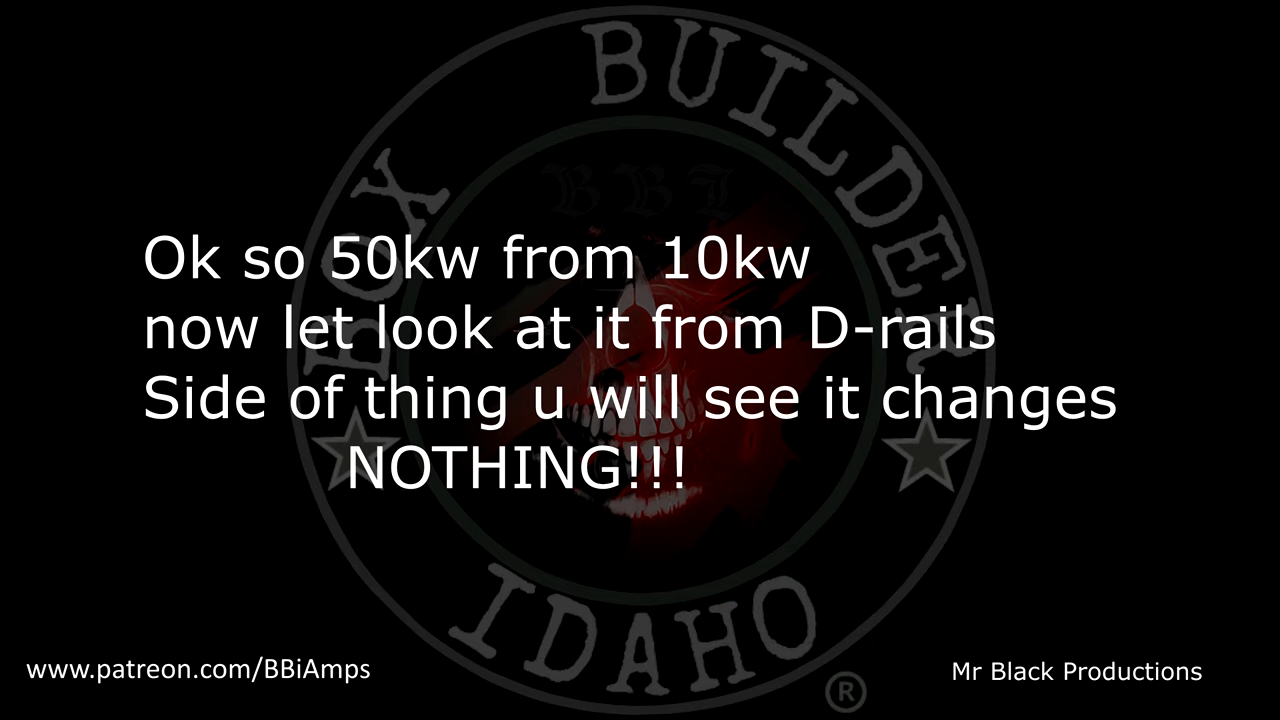 BOX BUILDER
BBI
Ok so 50kw from 10kw
now let look at it from D-rails
Side of thing u will see it changes
NOTHING!!!
IDAHO
®
www.patreon.com/BBiAmps
Mr Black Productions